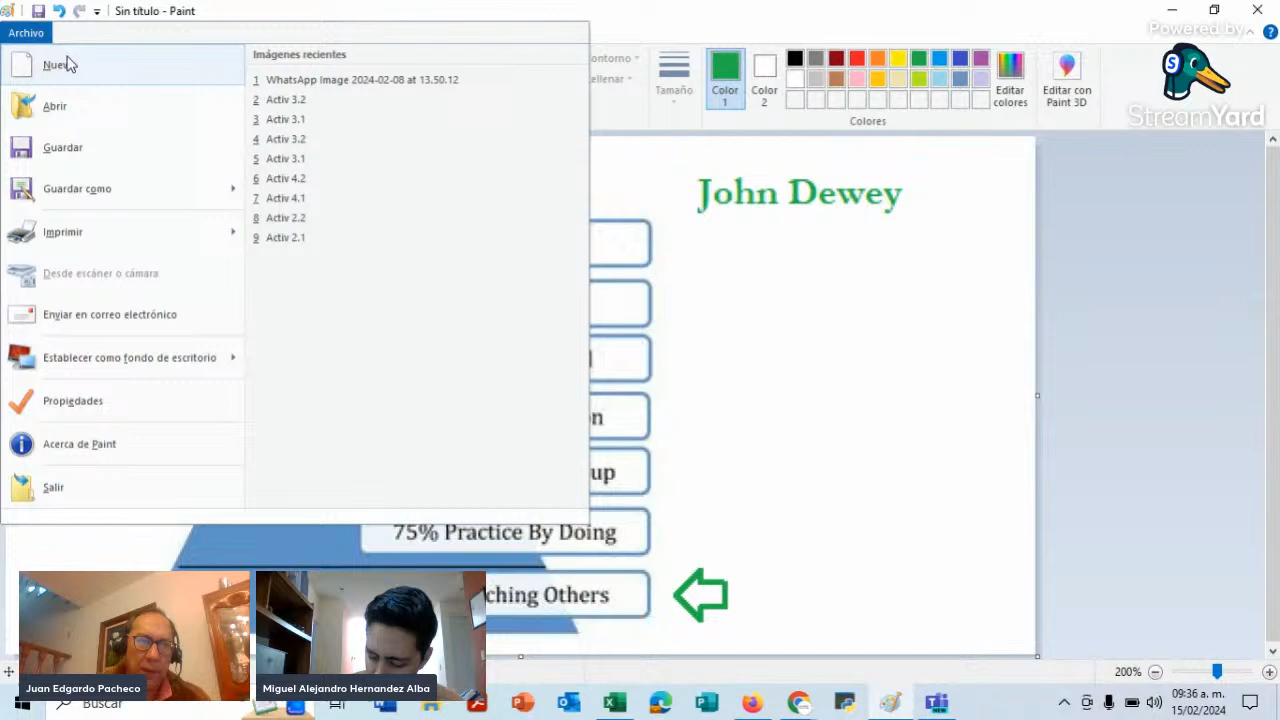 Sin título - Paint
Archivo
Nuevo
Abrir
Guardar
Guardar como
Imprimir
Desde escáner o cámara
Enviar en correo electrónico
Establecer como fondo de escritorio
Propiedades
Acerca de Paint
Salir
Imágenes recientes
1 WhatsApp Image 2024-02-08 at 13.50.12
2 Activ 3.2
3 Activ 3.1
4 Activ 3.2
5 Activ 3.1
6 Activ 4.2
7 Activ 4.1
8 Activ 2.2
9 Activ 2.1
ontorno
ellenar
Tamaño
Color 1
Color 2
Editar colores
Editar con Paint 3D
Colores
Powered by
StreamYard
John Dewey
on
up
75% Practice By Doing
ching Others
Juan Edgardo Pacheco
Miguel Alejandro Hernandez Alba
200%
Buscar
NEW
09:36 a. m.
15/02/2024